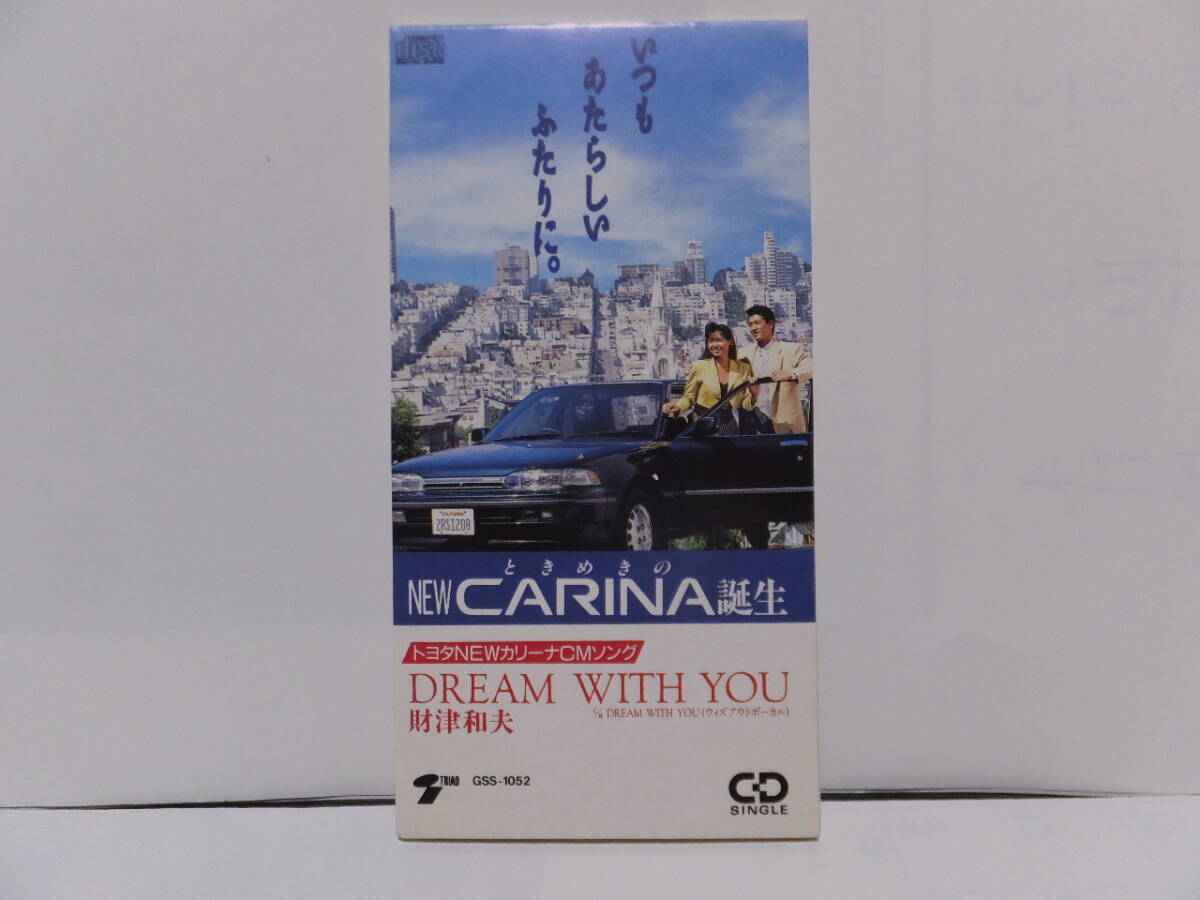 disc
いつも
あたらしい
ふたりに。
2RSI208
ときめきの
NEW CARINA 誕生
トヨタNEWカリーナCMソング
DREAM WITH YOU
C/W DREAM WITH YOU(ウィズアウトボーカル)
財津和夫
TRIAD GSS-1052
CD
SINGLE